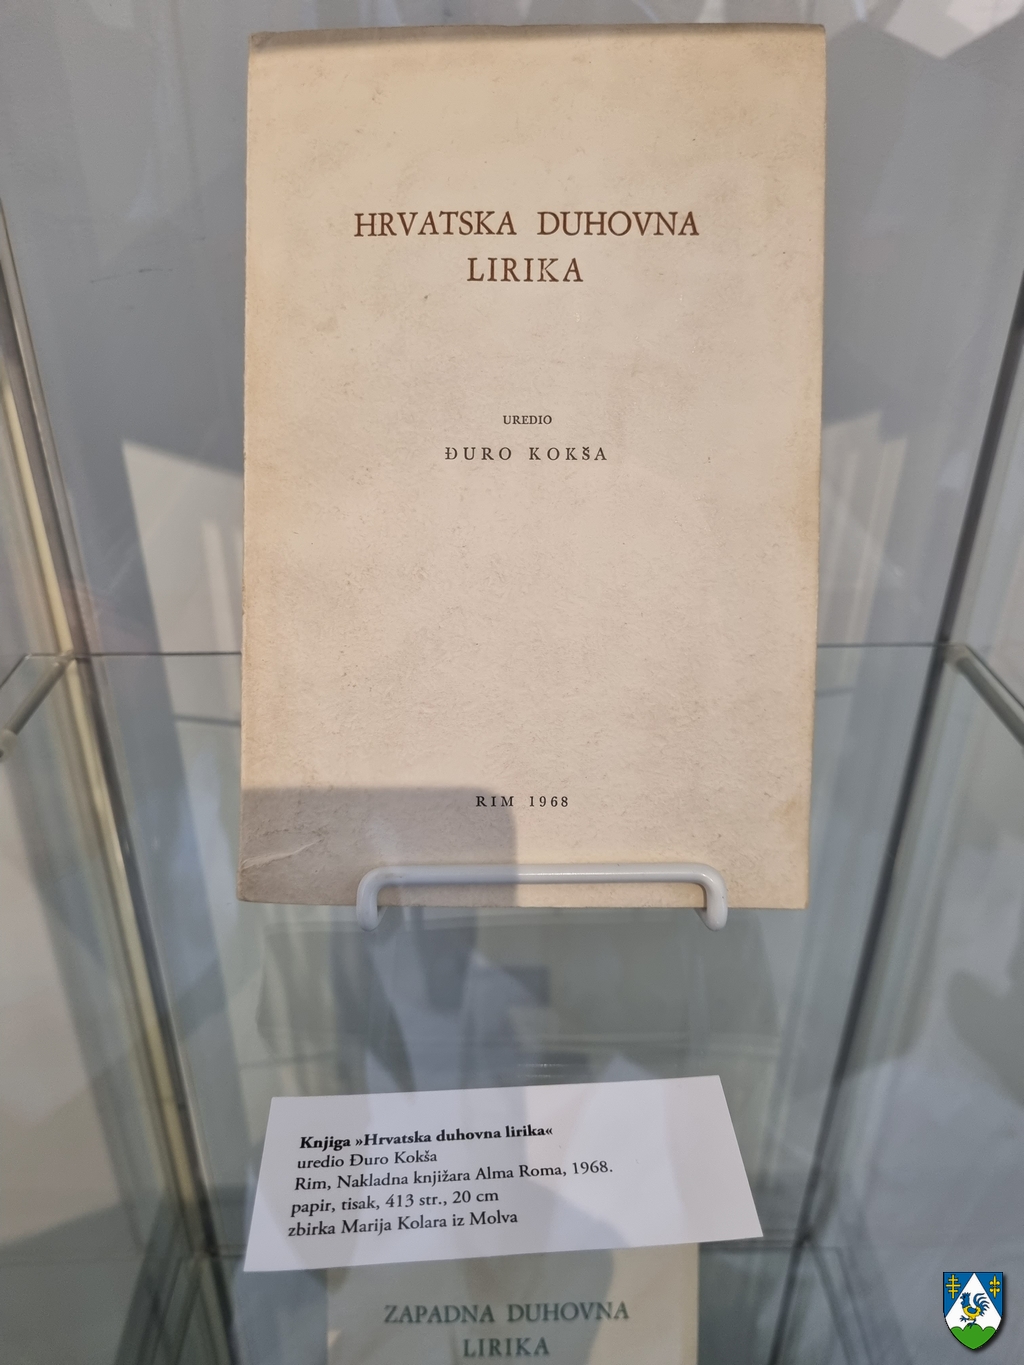 HRVATSKA DUHOVNA
LIRIKA
UREDIO
ĐURO KOKŠA
RIM 1968
Knjiga »Hrvatska duhovna lirika«
uredio Đuro Kokša
Rim, Nakladna knjižara Alma Roma, 1968.
papir, tisak, 413 str., 20 cm
zbirka Marija Kolara iz Molva
ZAPADNA DUHOVNA
LIRIKA